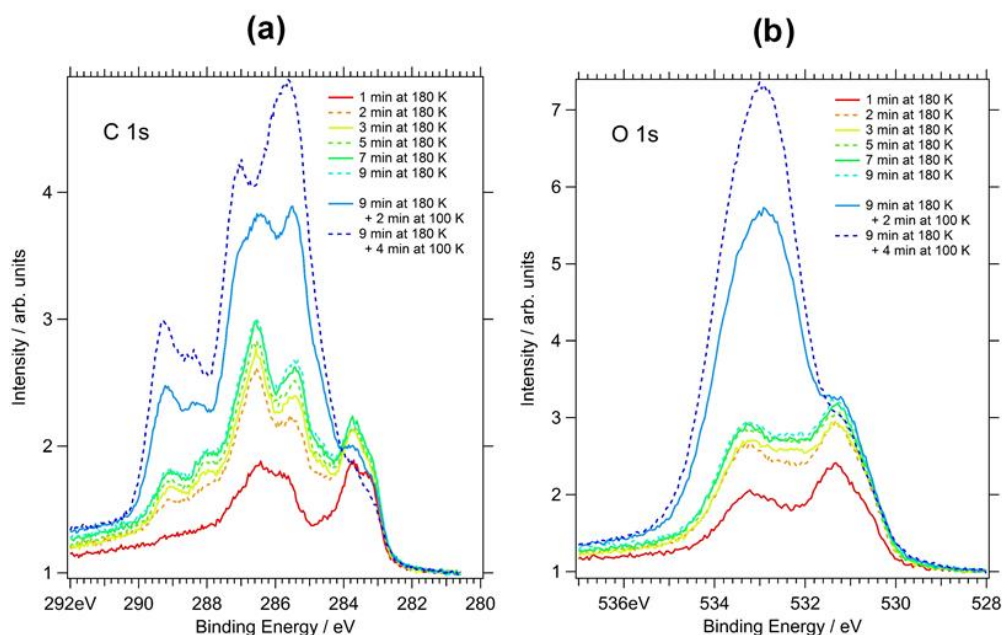 (a)
C 1s
1 min at 180 K
2 min at 180 K
3 min at 180 K
5 min at 180 K
7 min at 180 K
9 min at 180 K
9 min at 180 K
+ 2 min at 100 K
9 min at 180 K
+ 4 min at 100 K
Intensity / arb. units
4
3
2
1
292eV 290 288 286 284 282 280
Binding Energy / eV
(b)
O 1s
1 min at 180 K
2 min at 180 K
3 min at 180 K
5 min at 180 K
7 min at 180 K
9 min at 180 K
9 min at 180 K
+ 2 min at 100 K
9 min at 180 K
+ 4 min at 100 K
Intensity / arb. units
7
6
5
4
3
2
1
536eV 534 532 530 528
Binding Energy / eV